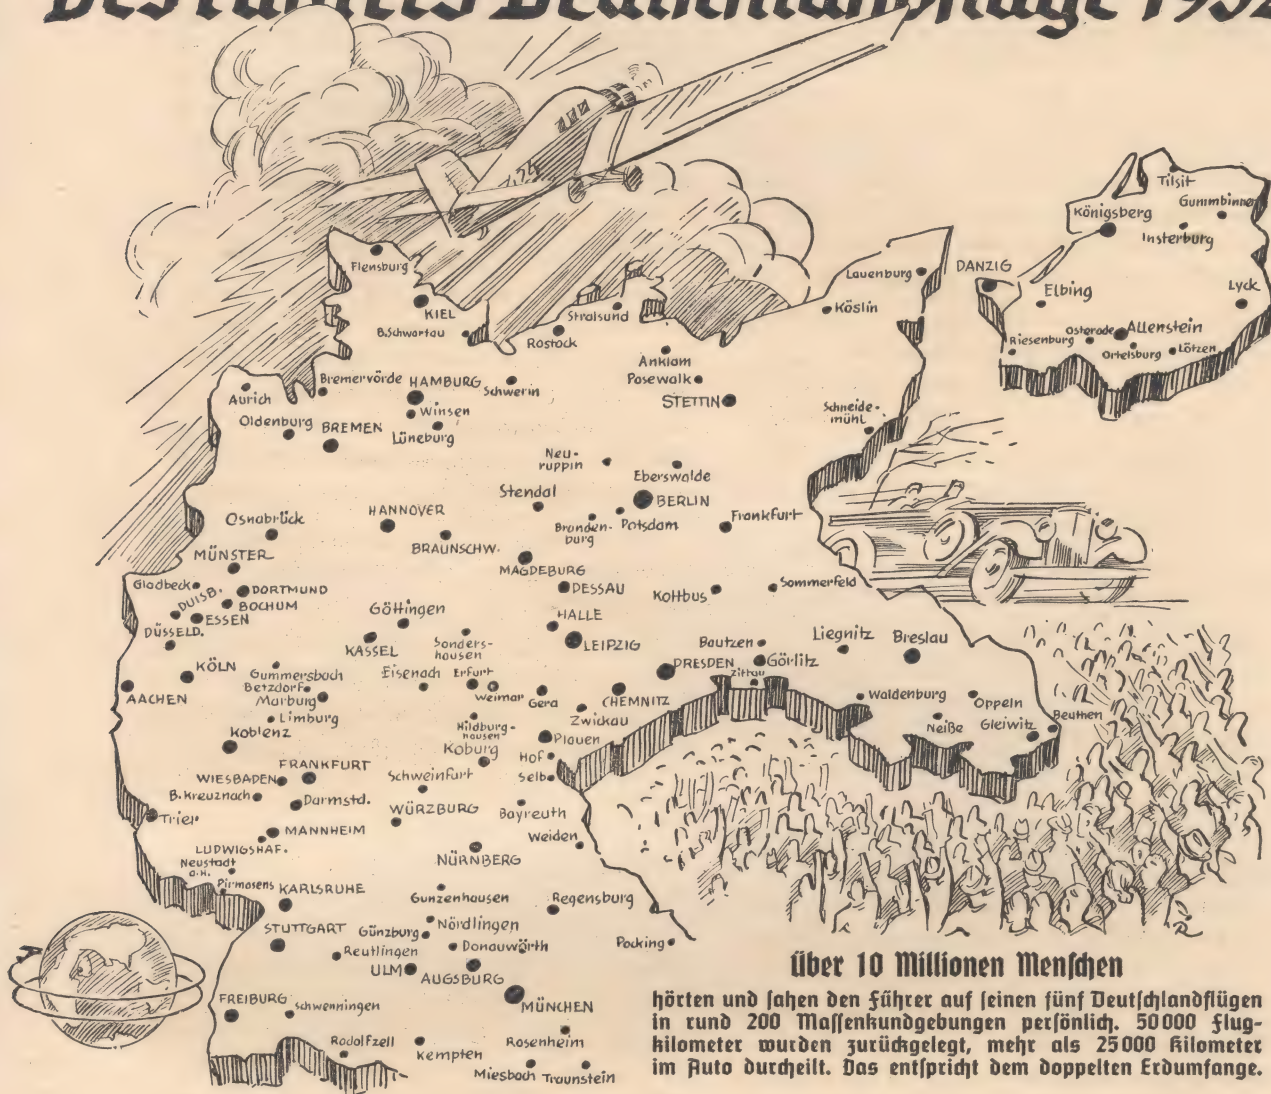 Des Führers Deutschlandflüge 1932
Flensburg
KIEL
B.Schwartau
Rostock
Stralsund
Lauenburg
Köslin
DANZIG
Tilsit
Königsberg
Gummbinnen
Insterburg
Elbing
Lyck
Osterode
Allenstein
Riesenburg
Ortelsburg
Lötzen
Anklam
Pasewalk
STETTIN
Schneide-
mühl
Aurich
Bremervörde
HAMBURG
Schwerin
Winsen
Oldenburg
BREMEN
Lüneburg
Neu-
ruppin
Eberswalde
Stendal
BERLIN
Branden-
burg
Potsdam
Frankfurt
Osnabrück
HANNOVER
BRAUNSCHW.
MÜNSTER
MAGDEBURG
Gladbeck
DORTMUND
DUISB.
BOCHUM
ESSEN
DÜSSELD.
DESSAU
Kottbus
Sommerfeld
Göttingen
HALLE
KASSEL
Sonders-
hausen
LEIPZIG
Bautzen
Liegnitz
Breslau
KÖLN
AACHEN
Gummersbach
Betzdorf
Marburg
Eisenach
Erfurt
Weimar
Gera
DRESDEN
Görlitz
Zittau
CHEMNITZ
Waldenburg
Oppeln
Neiße
Gleiwitz
Beuthen
Limburg
Koblenz
Hildburg-
hausen
Koburg
Zwickau
Plauen
Hof
Selb
WIESBADEN
FRANKFURT
Schweinfurt
B.Kreuznach
Darmstd.
WÜRZBURG
Bayreuth
Trier
MANNHEIM
Weiden
LUDWIGSHAF.
NÜRNBERG
Neustadt
a.H.
Pirmasens
KARLSRUHE
Gunzenhausen
Regensburg
STUTTGART
Günzburg
Nördlingen
Reutlingen
Donauwörth
Pocking
ULM
AUGSBURG
FREIBURG
Schwenningen
MÜNCHEN
Radolfzell
Kempten
Rosenheim
Miesbach
Traunstein
Über 10 Millionen Menschen
hörten und sahen den Führer auf seinen fünf Deutschlandflügen
in rund 200 Massenkundgebungen persönlich. 50000 Flug-
kilometer wurden zurückgelegt, mehr als 25000 Kilometer
im Auto durcheilt. Das entspricht dem doppelten Erdumfange.